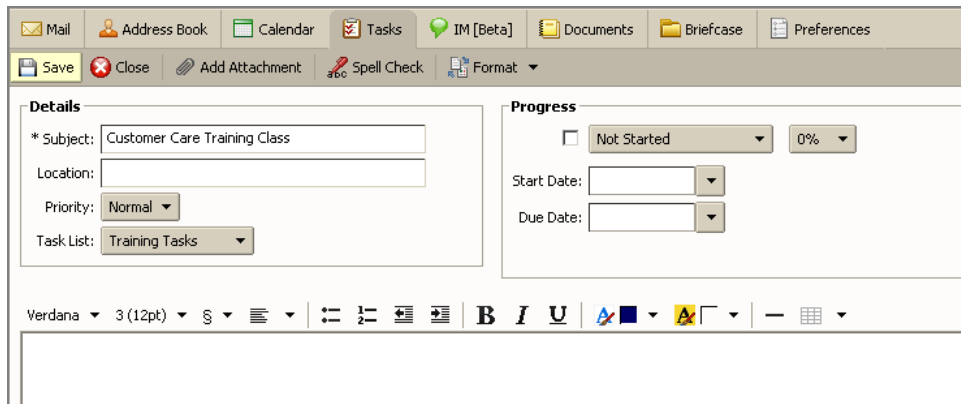 Mail Address Book Calendar Tasks IM [Beta] Documents Briefcase Preferences
Save Close Add Attachment abc Spell Check Format
Details
* Subject: Customer Care Training Class
Location:
Priority: Normal
Task List: Training Tasks
Progress
Not Started 0%
Start Date:
Due Date:
Verdana 3 (12pt) § B I U